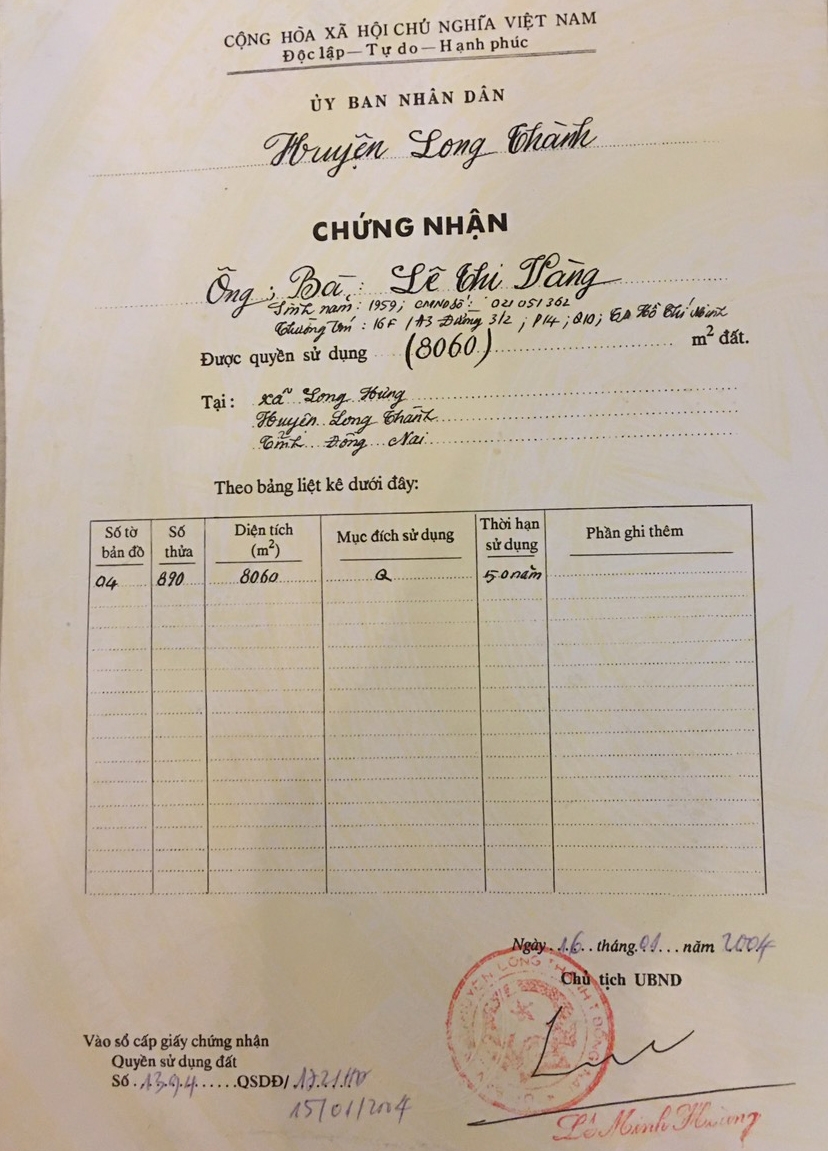 CỘNG HÒA XÃ HỘI CHỦ NGHĨA VIỆT NAM
Độc lập — Tự do — Hạnh phúc
ỦY BAN NHÂN DÂN
Huyện Long Thành
CHỨNG NHẬN
Ông; Bà: Lê Thị Vàng
Sinh năm: 1959; CMND số: 021051362
Thường trú: 16F /A3 Đường 3/2; P14; Q10; TP Hồ Chí Minh
Được quyền sử dụng (8060) m² đất.
Tại: xã Long Hưng
Huyện Long Thành
Tỉnh Đồng Nai
Theo bảng liệt kê dưới đây:
Số tờ bản đồ Số thửa Diện tích (m²) Mục đích sử dụng Thời hạn sử dụng Phần ghi thêm
04 890 8060 Q 50 năm
Ngày 16 tháng 01 năm 2004
Chủ tịch UBND
Vào sổ cấp giấy chứng nhận
Quyền sử dụng đất
Số 1394 QSDĐ/
15/01/2004